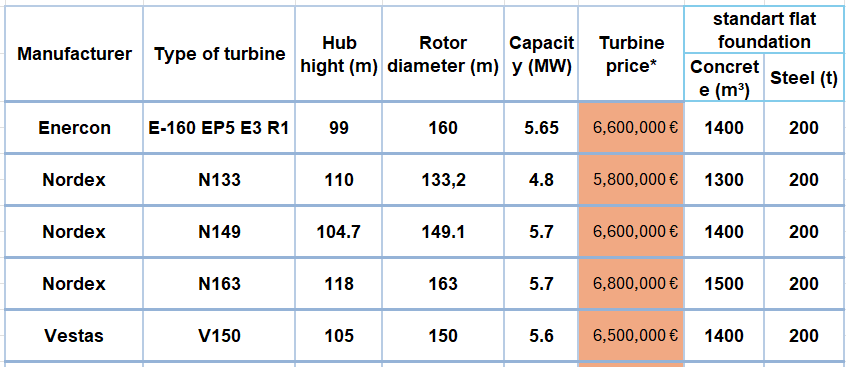 Manufacturer Type of turbine Hub hight (m) Rotor diameter (m) Capacit y (MW) Turbine price* standart flat foundation
Concret e (m³) Steel (t)
Enercon E-160 EP5 E3 R1 99 160 5.65 6,600,000 € 1400 200
Nordex N133 110 133,2 4.8 5,800,000 € 1300 200
Nordex N149 104.7 149.1 5.7 6,600,000 € 1400 200
Nordex N163 118 163 5.7 6,800,000 € 1500 200
Vestas V150 105 150 5.6 6,500,000 € 1400 200